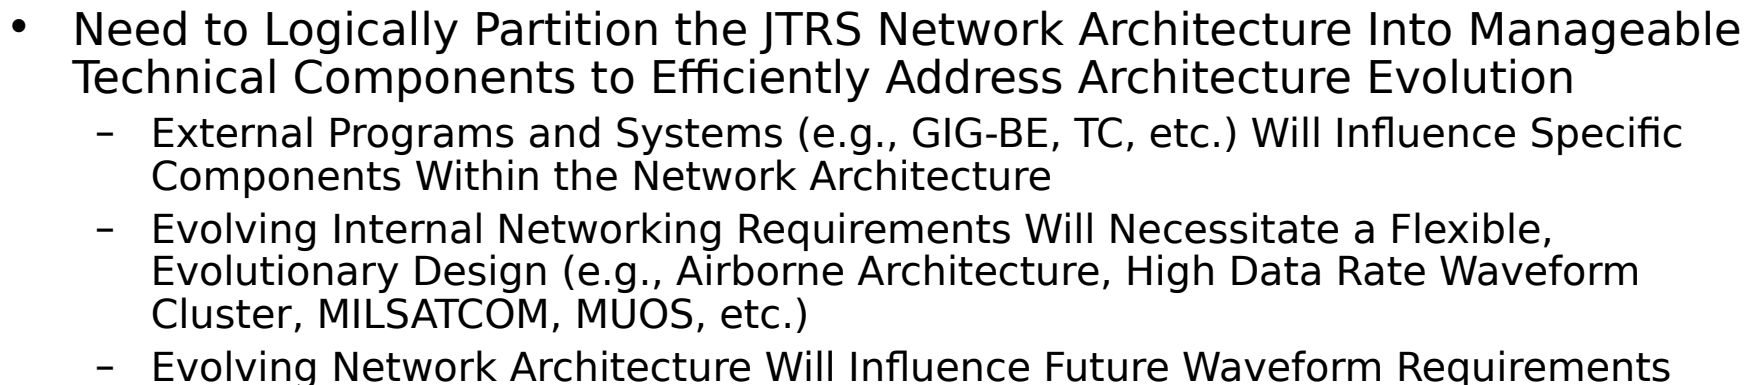 • Need to Logically Partition the JTRS Network Architecture Into Manageable
Technical Components to Efficiently Address Architecture Evolution
– External Programs and Systems (e.g., GIG-BE, TC, etc.) Will Influence Specific
Components Within the Network Architecture
– Evolving Internal Networking Requirements Will Necessitate a Flexible,
Evolutionary Design (e.g., Airborne Architecture, High Data Rate Waveform
Cluster, MILSATCOM, MUOS, etc.)
– Evolving Network Architecture Will Influence Future Waveform Requirements